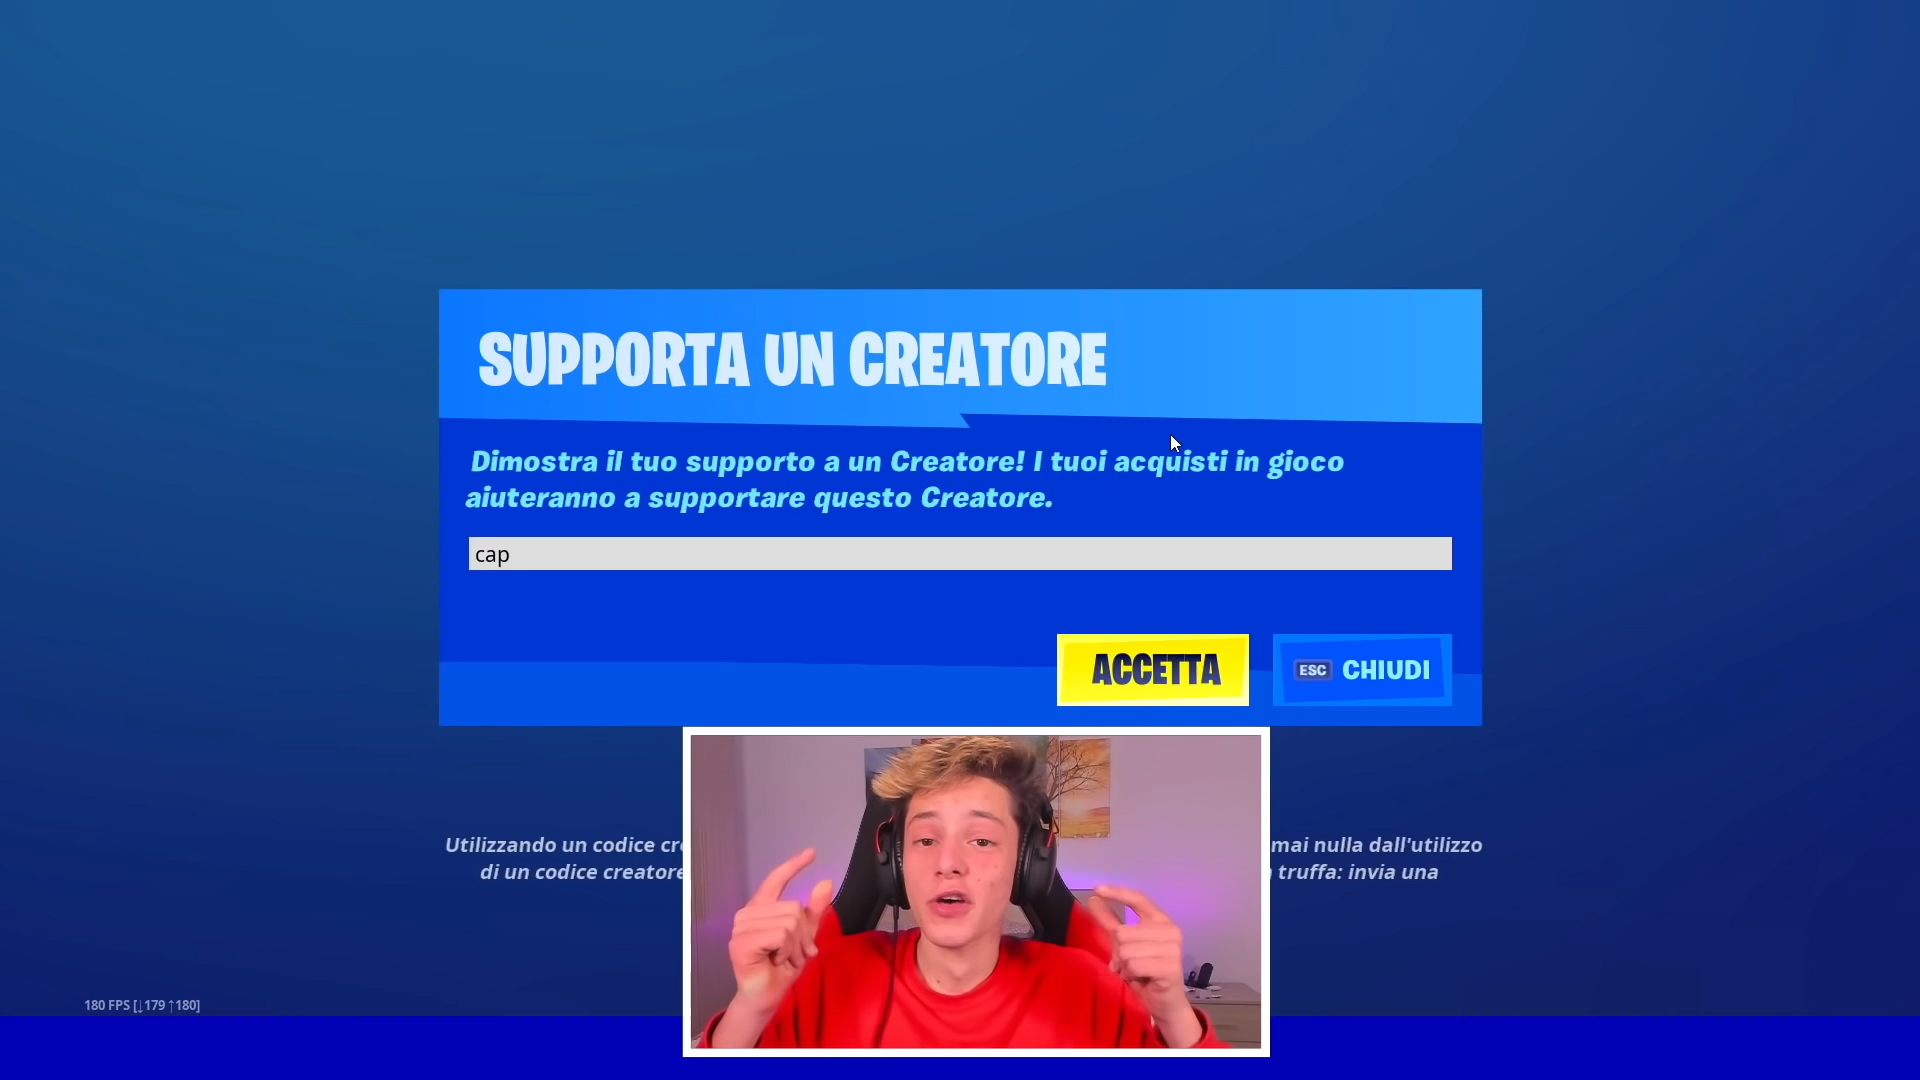 SUPPORTA UN CREATORE
Dimostra il tuo supporto a un Creatore! I tuoi acquisti in gioco
aiuteranno a supportare questo Creatore.
cap
ACCETTA
ESC CHIUDI
Utilizzando un codice mai nulla dall'utilizzo
di un codice creatore truffa: invia una
180 FPS [↓179 ↑180]